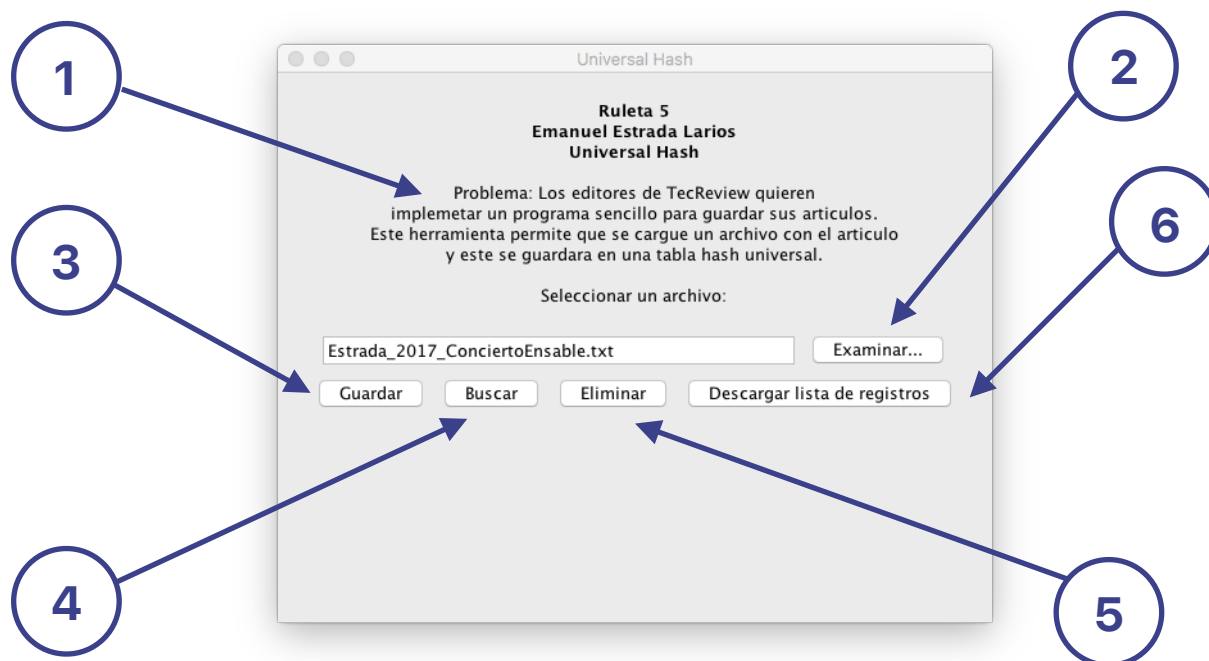 1
2
3
4
5
6
Universal Hash
Ruleta 5
Emanuel Estrada Larios
Universal Hash
Problema: Los editores de TecReview quieren
implemetar un programa sencillo para guardar sus articulos.
Este herramienta permite que se cargue un archivo con el articulo
y este se guardara en una tabla hash universal.
Seleccionar un archivo:
Estrada_2017_ConciertoEnsable.txt
Examinar...
Guardar
Buscar
Eliminar
Descargar lista de registros